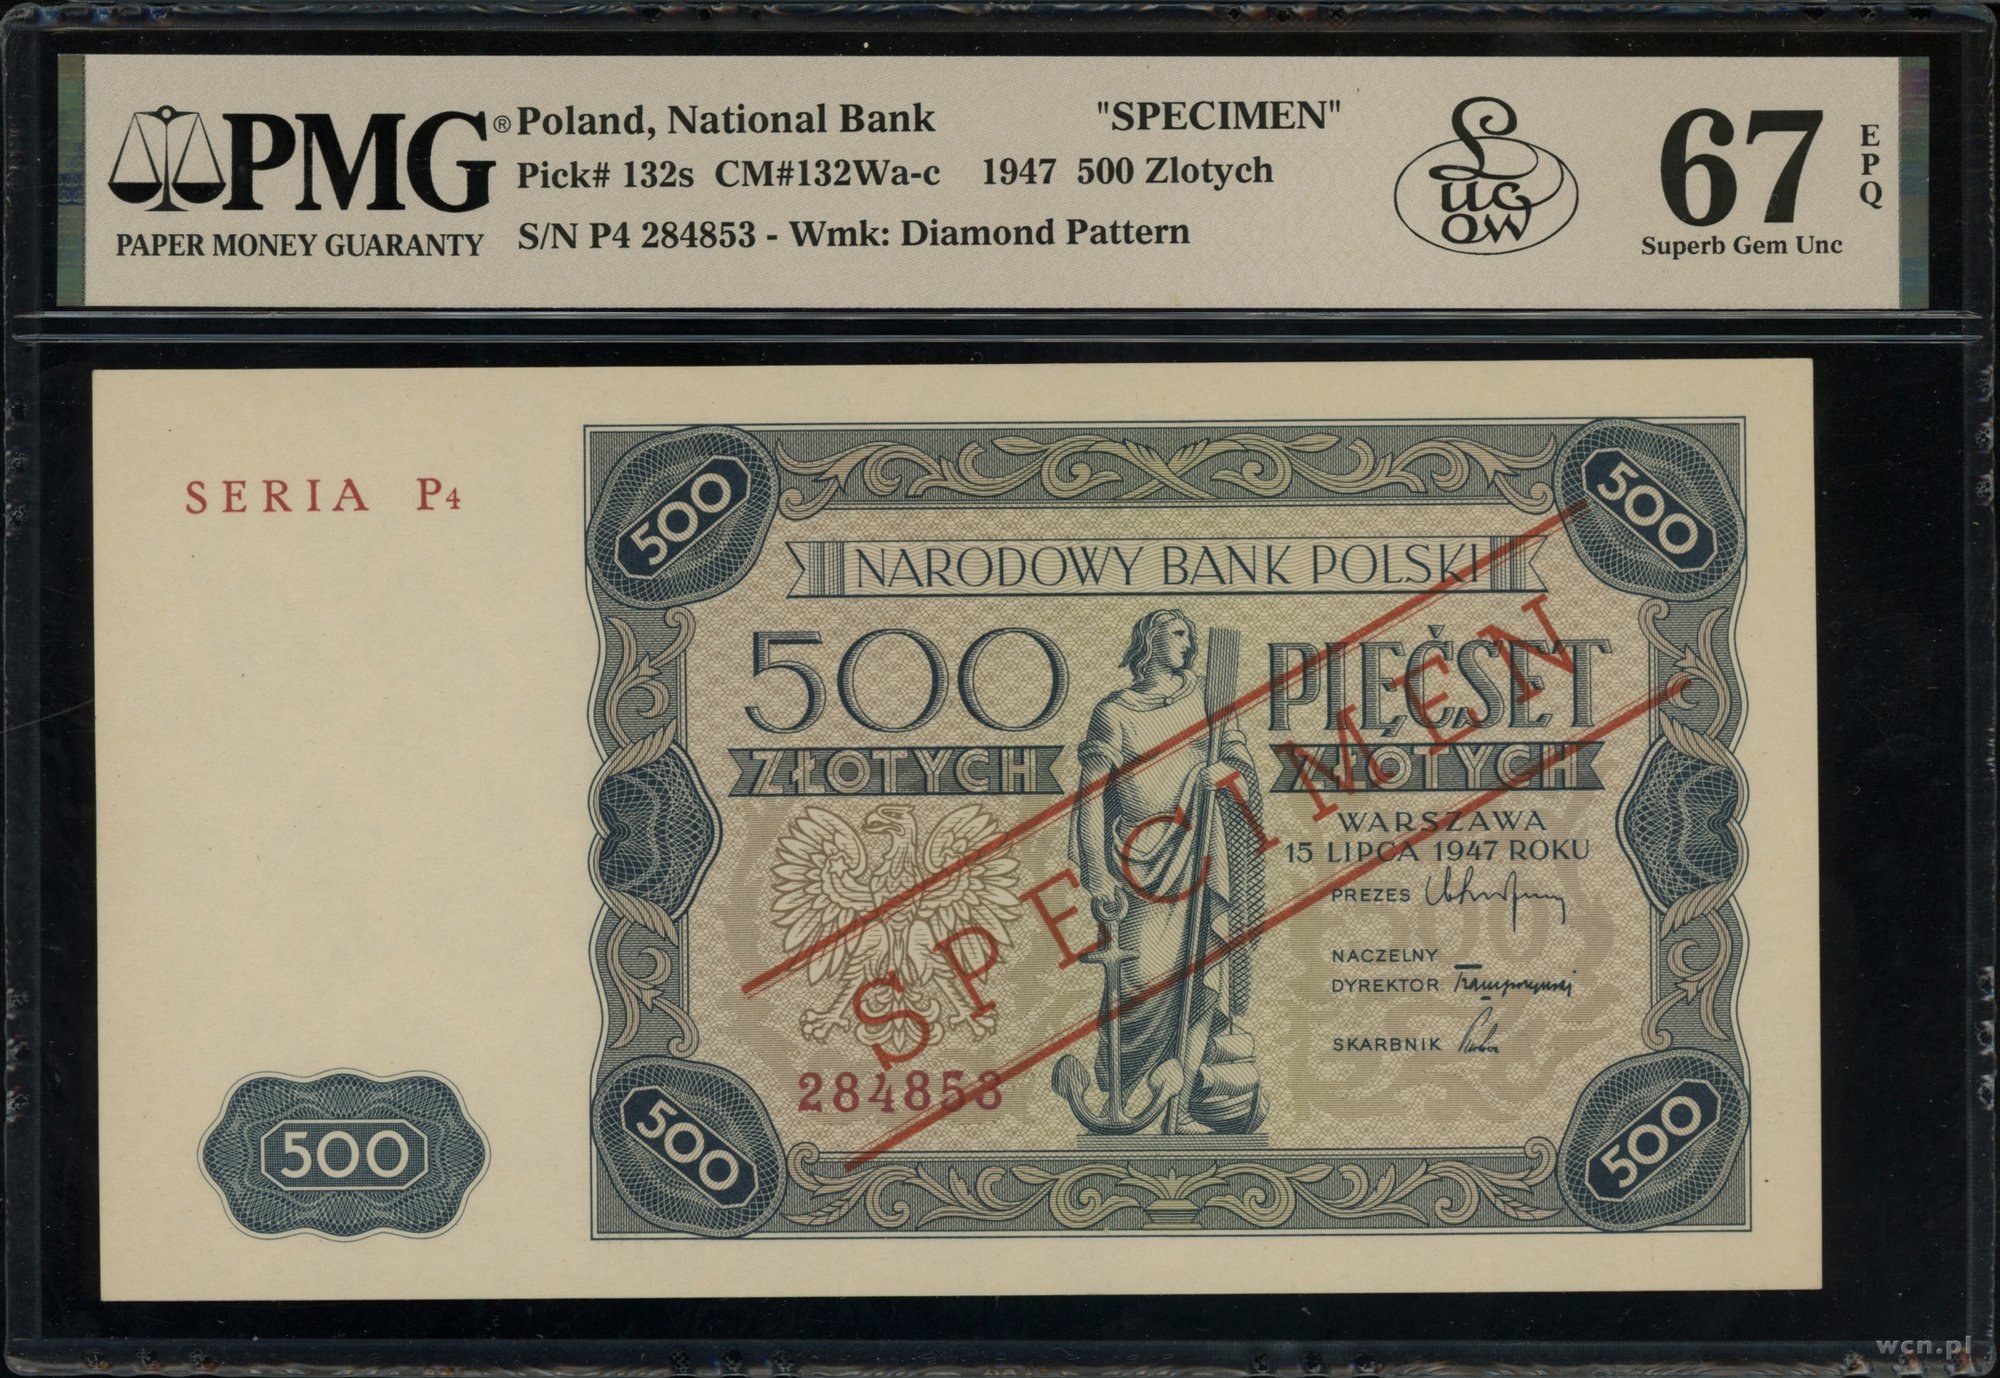 PMG®
PAPER MONEY GUARANTY
Poland, National Bank "SPECIMEN"
Pick# 132s CM#132Wa-c 1947 500 Zlotych
S/N P4 284853 - Wmk: Diamond Pattern
67
EPQ
Superb Gem Unc
SERIA P4
500
500
NARODOWY BANK POLSKI
500
PIĘĆSET
ZŁOTYCH
ZŁOTYCH
SPECIMEN
WARSZAWA
15 LIPCA 1947 ROKU
PREZES
NACZELNY
DYREKTOR
SKARBNIK
284853
500
500
500
wcn.pl